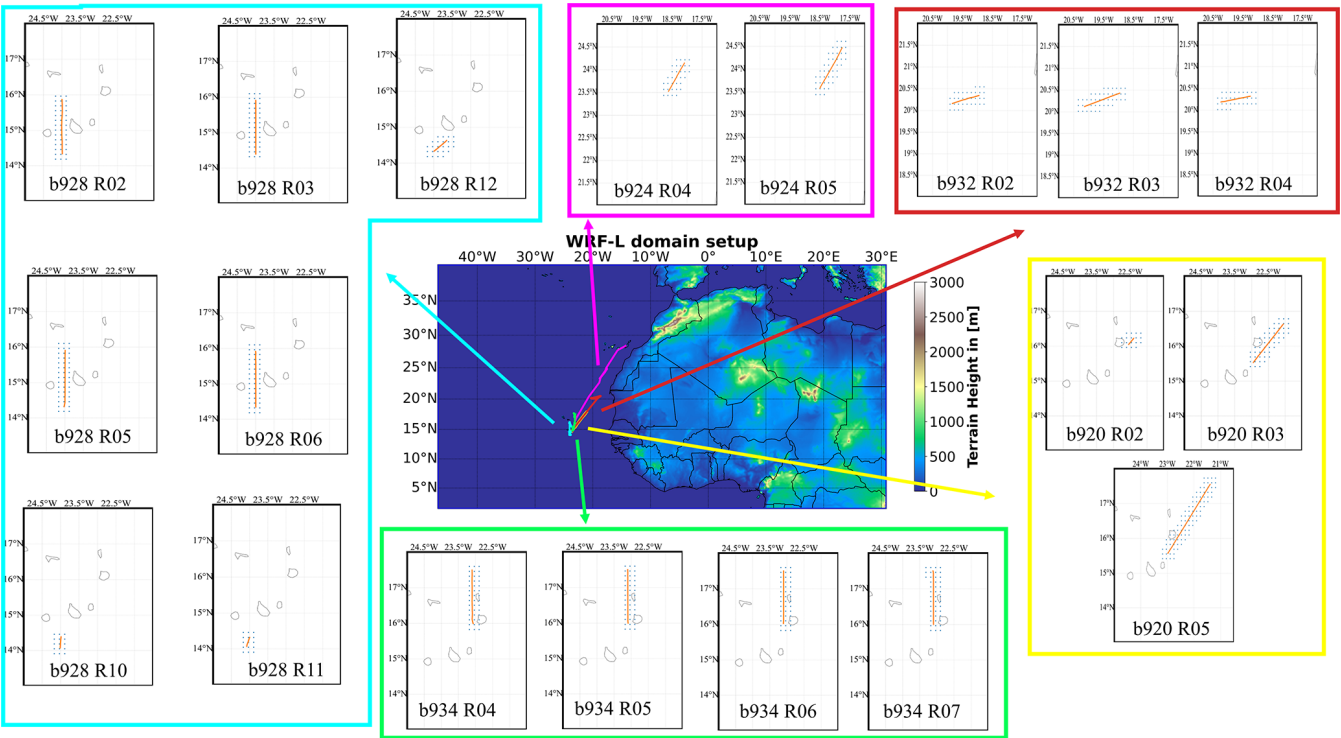 24.5°W 23.5°W 22.5°W
17°N
16°N
15°N
14°N
b928 R02
24.5°W 23.5°W 22.5°W
17°N
16°N
15°N
14°N
b928 R03
24.5°W 23.5°W 22.5°W
17°N
16°N
15°N
14°N
b928 R12
20.5°W 19.5°W 18.5°W 17.5°W
24.5°N
24°N
23.5°N
23°N
22.5°N
22°N
21.5°N
b924 R04
20.5°W 19.5°W 18.5°W 17.5°W
24.5°N
24°N
23.5°N
23°N
22.5°N
22°N
21.5°N
b924 R05
20.5°W 19.5°W 18.5°W 17.5°W
21.5°N
21°N
20.5°N
20°N
19.5°N
19°N
18.5°N
b932 R02
20.5°W 19.5°W 18.5°W 17.5°W
21.5°N
21°N
20.5°N
20°N
19.5°N
19°N
18.5°N
b932 R03
20.5°W 19.5°W 18.5°W 17.5°W
21.5°N
21°N
20.5°N
20°N
19.5°N
19°N
18.5°N
b932 R04
WRF-L domain setup
40°W 30°W 20°W 10°W 0° 10°E 20°E 30°E
35°N
30°N
25°N
20°N
15°N
10°N
5°N
3000
2500
2000
1500
1000
500
0
Terrain Height in [m]
24.5°W 23.5°W 22.5°W
17°N
16°N
15°N
14°N
b928 R05
24.5°W 23.5°W 22.5°W
17°N
16°N
15°N
14°N
b928 R06
24.5°W 23.5°W 22.5°W
17°N
16°N
15°N
14°N
b920 R02
24.5°W 23.5°W 22.5°W
17°N
16°N
15°N
14°N
b920 R03
24°W 23°W 22°W 21°W
17°N
16°N
15°N
14°N
b920 R05
24.5°W 23.5°W 22.5°W
17°N
16°N
15°N
14°N
b928 R10
24.5°W 23.5°W 22.5°W
17°N
16°N
15°N
14°N
b928 R11
24.5°W 23.5°W 22.5°W
17°N
16°N
15°N
14°N
b934 R04
24.5°W 23.5°W 22.5°W
17°N
16°N
15°N
14°N
b934 R05
24.5°W 23.5°W 22.5°W
17°N
16°N
15°N
14°N
b934 R06
24.5°W 23.5°W 22.5°W
17°N
16°N
15°N
14°N
b934 R07